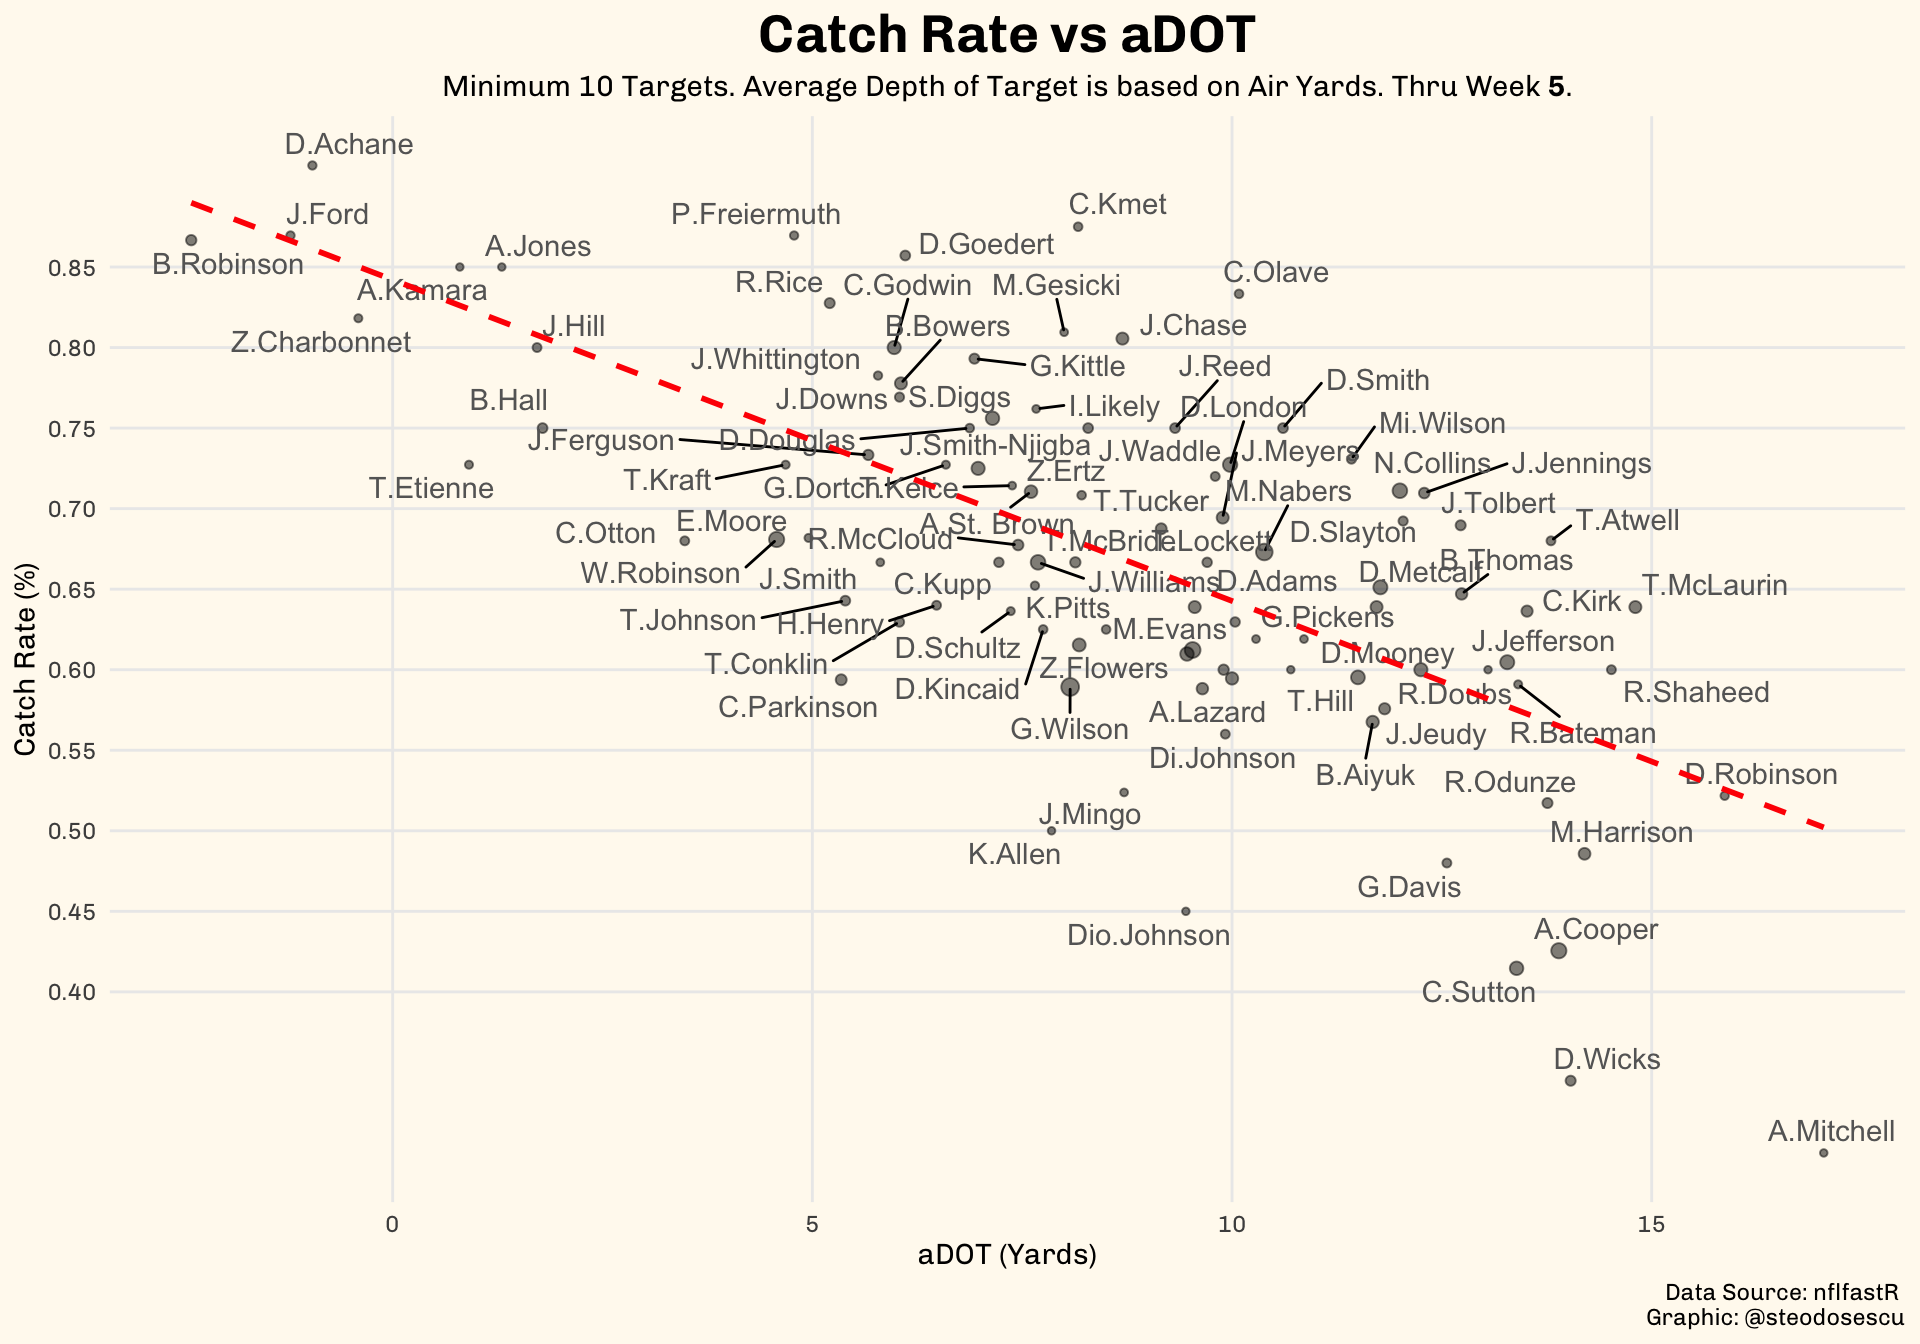 Catch Rate vs aDOT
Minimum 10 Targets. Average Depth of Target is based on Air Yards. Thru Week 5.
D.Achane
C.Kmet
J.Ford
P.Freiermuth
A.Jones
D.Goedert
B.Robinson
0.85
C.Olave
R.Rice
C.Godwin
M.Gesicki
A.Kamara
J.Hill
B.Bowers
J.Chase
Z.Charbonnet
0.80
J.Whittington
G.Kittle
J.Reed
D.Smith
B.Hall
J.Downs
S.Diggs
I.Likely
D.London
Mi.Wilson
0.75
J.Ferguson
D.Douglas
J.Smith-Njigba
J.Waddle
J.Meyers
N.Collins
J.Jennings
T.Etienne
T.Kraft
G.Dortch
T.Kelce
Z.Ertz
T.Tucker
M.Nabers
J.Tolbert
0.70
C.Otton
E.Moore
R.McCloud
A.St. Brown
T.McBride
T.Lockett
D.Slayton
T.Atwell
W.Robinson
J.Smith
C.Kupp
J.Williams
D.Adams
D.Metcalf
B.Thomas
T.McLaurin
0.65
T.Johnson
H.Henry
K.Pitts
M.Evans
G.Pickens
C.Kirk
T.Conklin
D.Schultz
Z.Flowers
D.Mooney
J.Jefferson
0.60
C.Parkinson
D.Kincaid
G.Wilson
A.Lazard
T.Hill
R.Doubs
R.Shaheed
0.55
Di.Johnson
B.Aiyuk
J.Jeudy
R.Bateman
R.Odunze
D.Robinson
0.50
J.Mingo
K.Allen
M.Harrison
G.Davis
0.45
Dio.Johnson
A.Cooper
0.40
C.Sutton
D.Wicks
A.Mitchell
Catch Rate (%)
0
5
10
15
aDOT (Yards)
Data Source: nflfastR
Graphic: @steodosescu